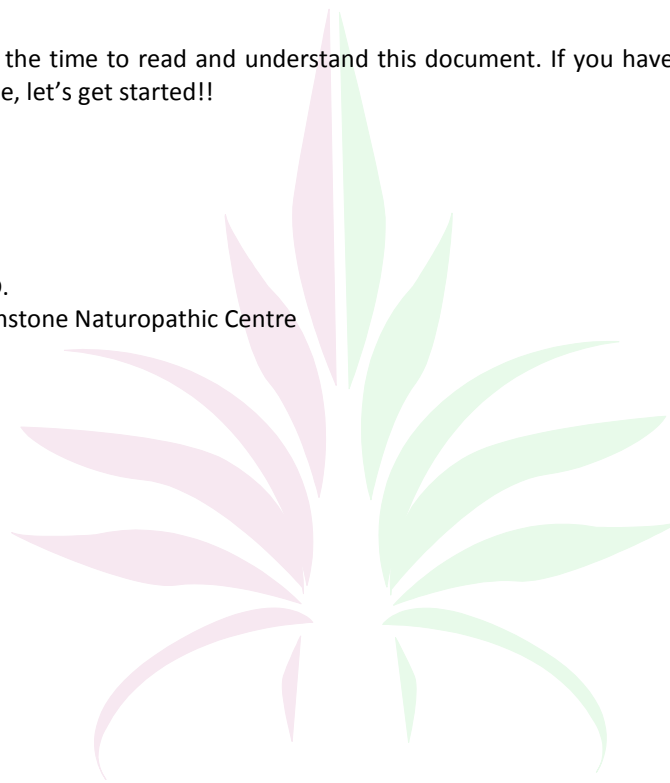 the time to read and understand this document. If you have
e, let's get started!!
.
nstone Naturopathic Centre